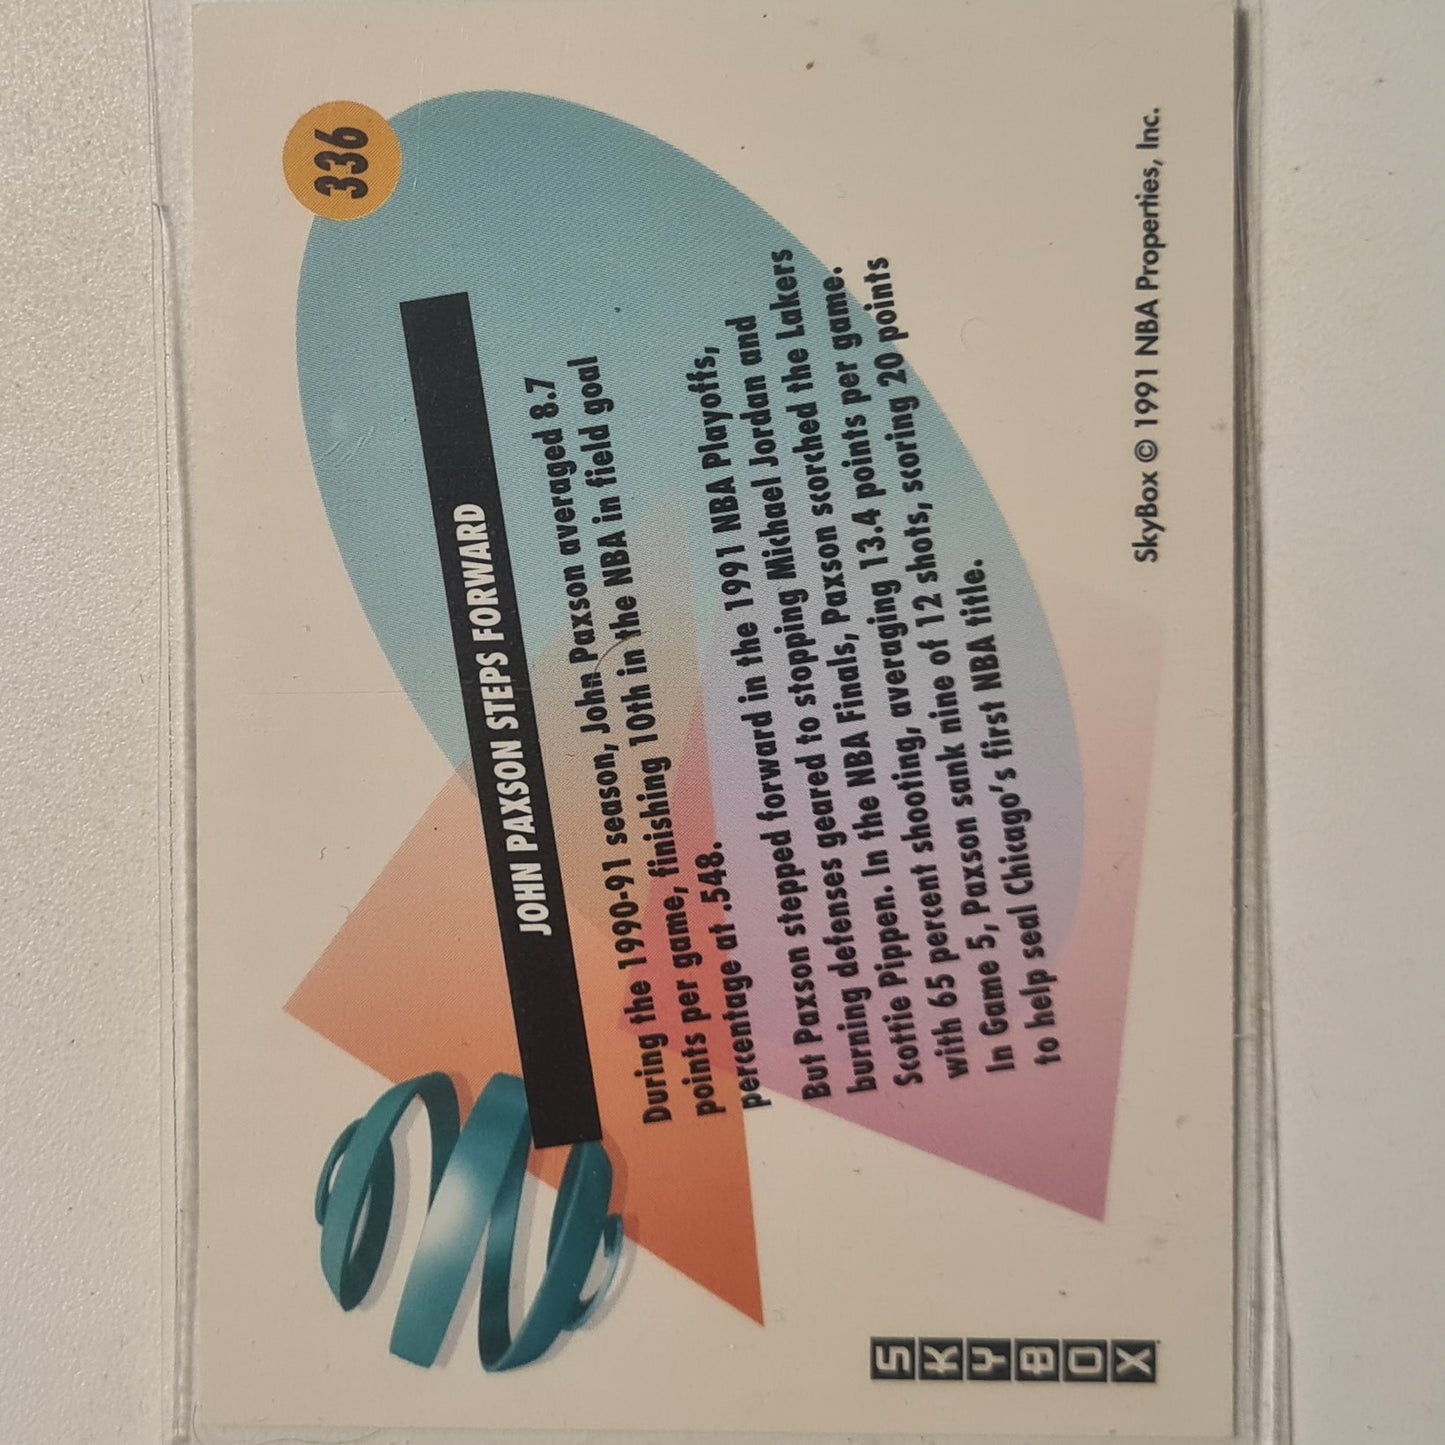 336
JOHN PAXSON STEPS FORWARD
During the 1990-91 season, John Paxson averaged 8.7
points per game, finishing 10th in the NBA in field goal
percentage at .548.
But Paxson stepped forward in the 1991 NBA Playoffs,
burning defenses geared to stopping Michael Jordan and
Scottie Pippen. In the NBA Finals, Paxson scorched the Lakers
with 65 percent shooting, averaging 13.4 points per game.
In Game 5, Paxson sank nine of 12 shots, scoring 20 points
to help seal Chicago's first NBA title.
SKYBOX
SkyBox © 1991 NBA Properties, Inc.